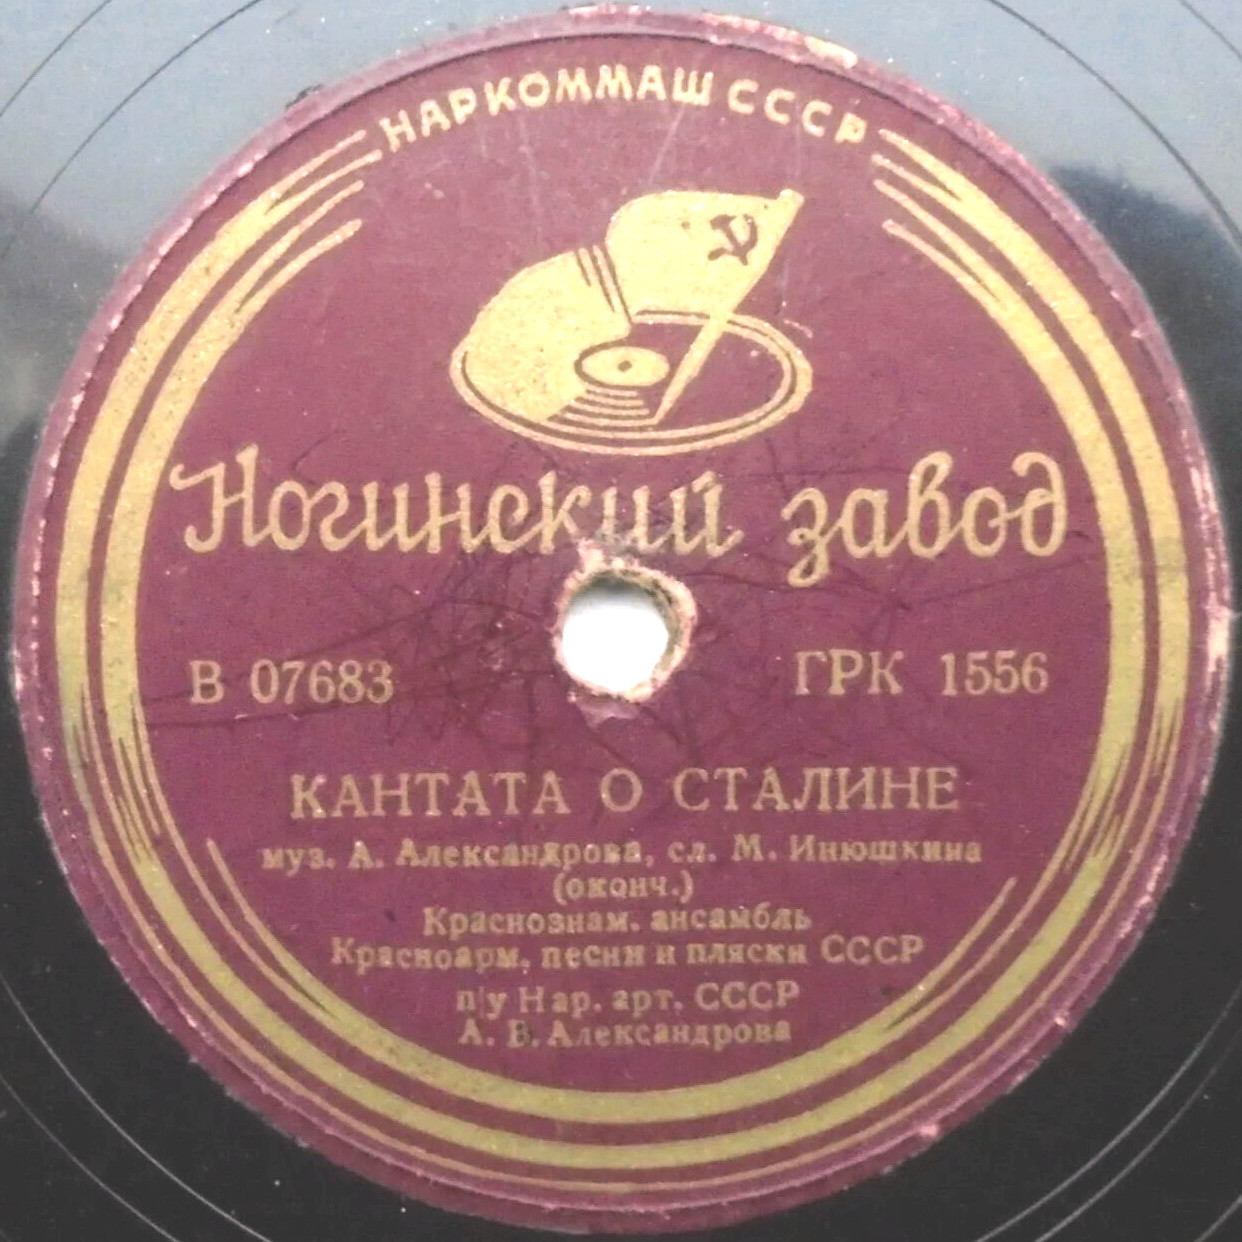 НАРКОММАШ СССР
Ногинский завод
В 07683 ГРК 1556
КАНТАТА О СТАЛИНЕ
муз. А. Александрова, сл. М. Инюшкина
(оконч.)
Краснознам. ансамбль
Красноарм. песни и пляски СССР
п/у Нар. арт. СССР
А. В. Александрова